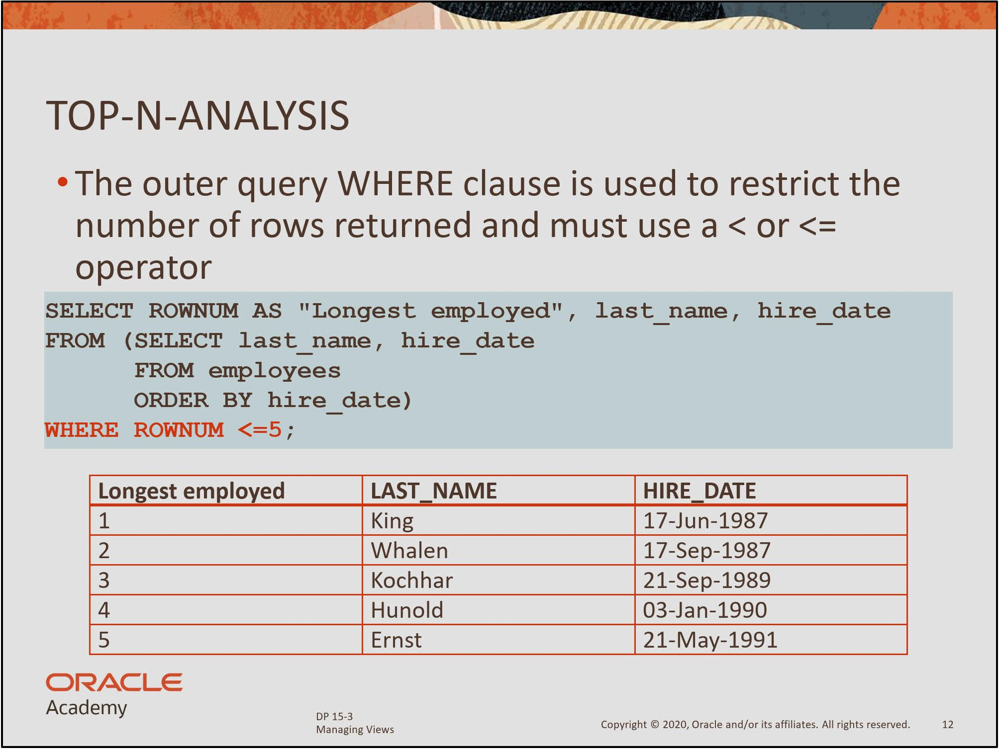 TOP-N-ANALYSIS
• The outer query WHERE clause is used to restrict the
number of rows returned and must use a < or <=
operator
SELECT ROWNUM AS "Longest employed", last_name, hire_date
FROM (SELECT last_name, hire_date
      FROM employees
      ORDER BY hire_date)
WHERE ROWNUM <=5;
Longest employed LAST_NAME HIRE_DATE
1 King 17-Jun-1987
2 Whalen 17-Sep-1987
3 Kochhar 21-Sep-1989
4 Hunold 03-Jan-1990
5 Ernst 21-May-1991
ORACLE
Academy
DP 15-3
Managing Views
Copyright © 2020, Oracle and/or its affiliates. All rights reserved. 12